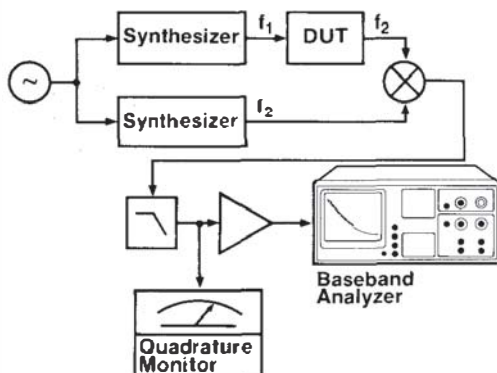 Synthesizer
f₁
DUT
f₂
~
Synthesizer
f₂
Baseband
Analyzer
Quadrature
Monitor